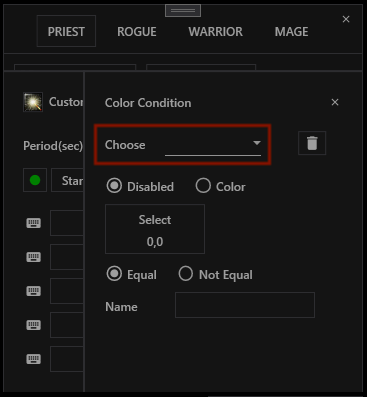 PRIEST ROGUE WARRIOR MAGE
Custom
Color Condition
Period(sec)
Choose
Star
Disabled Color
Select
0,0
Equal Not Equal
Name